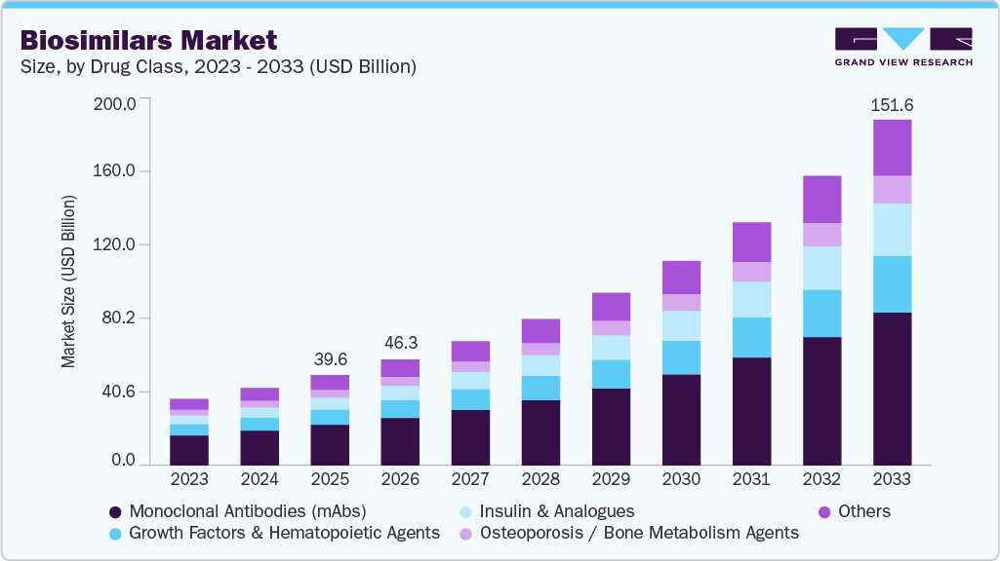 Biosimilars Market
Size, by Drug Class, 2023 - 2033 (USD Billion)
GRAND VIEW RESEARCH
Market Size (USD Billion)
200.0
160.0
120.0
80.2
40.6
0.0
39.6
46.3
151.6
2023 2024 2025 2026 2027 2028 2029 2030 2031 2032 2033
Monoclonal Antibodies (mAbs)
Insulin & Analogues
Others
Growth Factors & Hematopoietic Agents
Osteoporosis / Bone Metabolism Agents